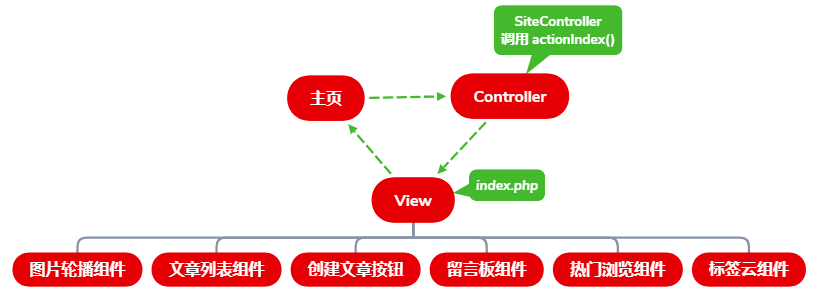 SiteController
调用 actionIndex()
主页
Controller
View
index.php
图片轮播组件
文章列表组件
创建文章按钮
留言板组件
热门浏览组件
标签云组件